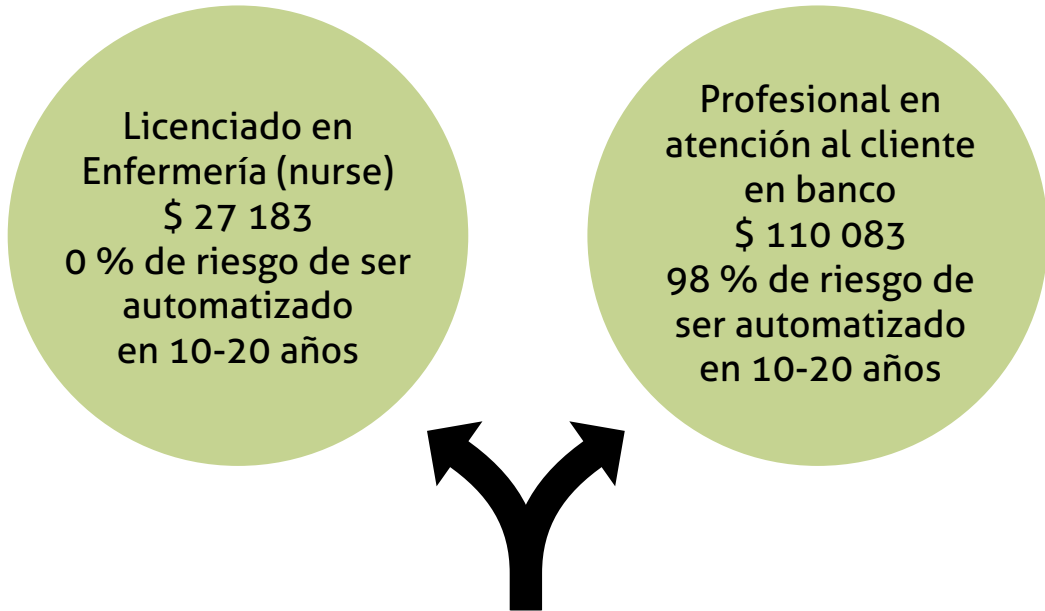 Licenciado en
Enfermería (nurse)
$ 27 183
0 % de riesgo de ser
automatizado
en 10-20 años
Profesional en
atención al cliente
en banco
$ 110 083
98 % de riesgo de
ser automatizado
en 10-20 años